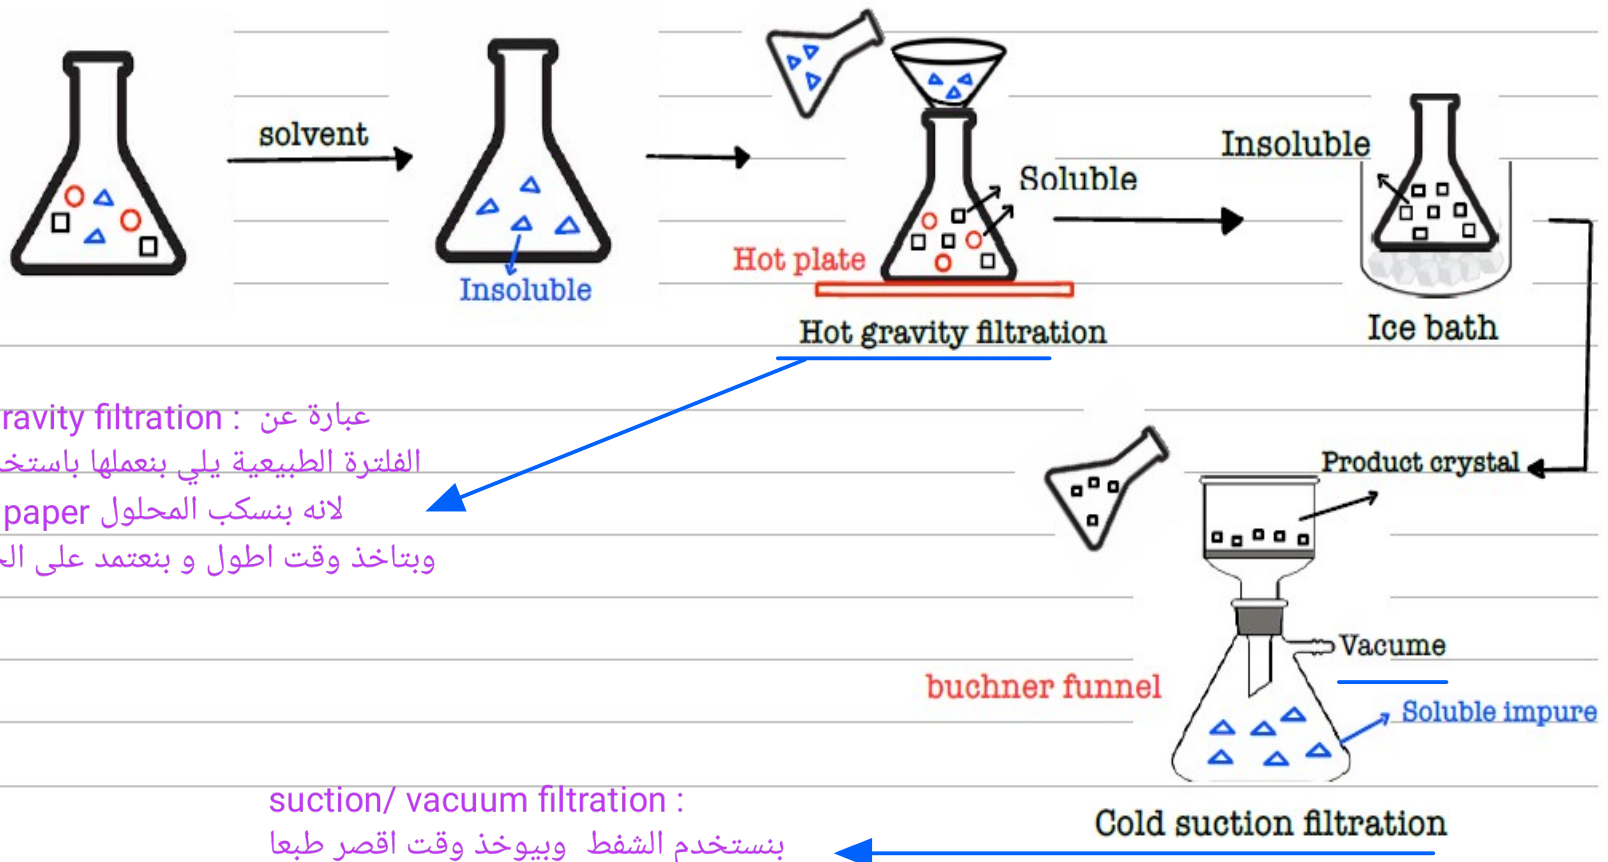 solvent
Insoluble
Hot plate
Soluble
Hot gravity filtration
Insoluble
Ice bath
عبارة عن : ravity filtration
الفلترة الطبيعية يلي بنعملها
لانه بنسكب المحلول paper
وبتاخذ وقت اطول و بنعتمد على
Product crystal
Vacume
buchner funnel
Soluble impure
Cold suction filtration
suction/ vacuum filtration :
بنستخدم الشفط وبيوخذ وقت اقصر طبعا